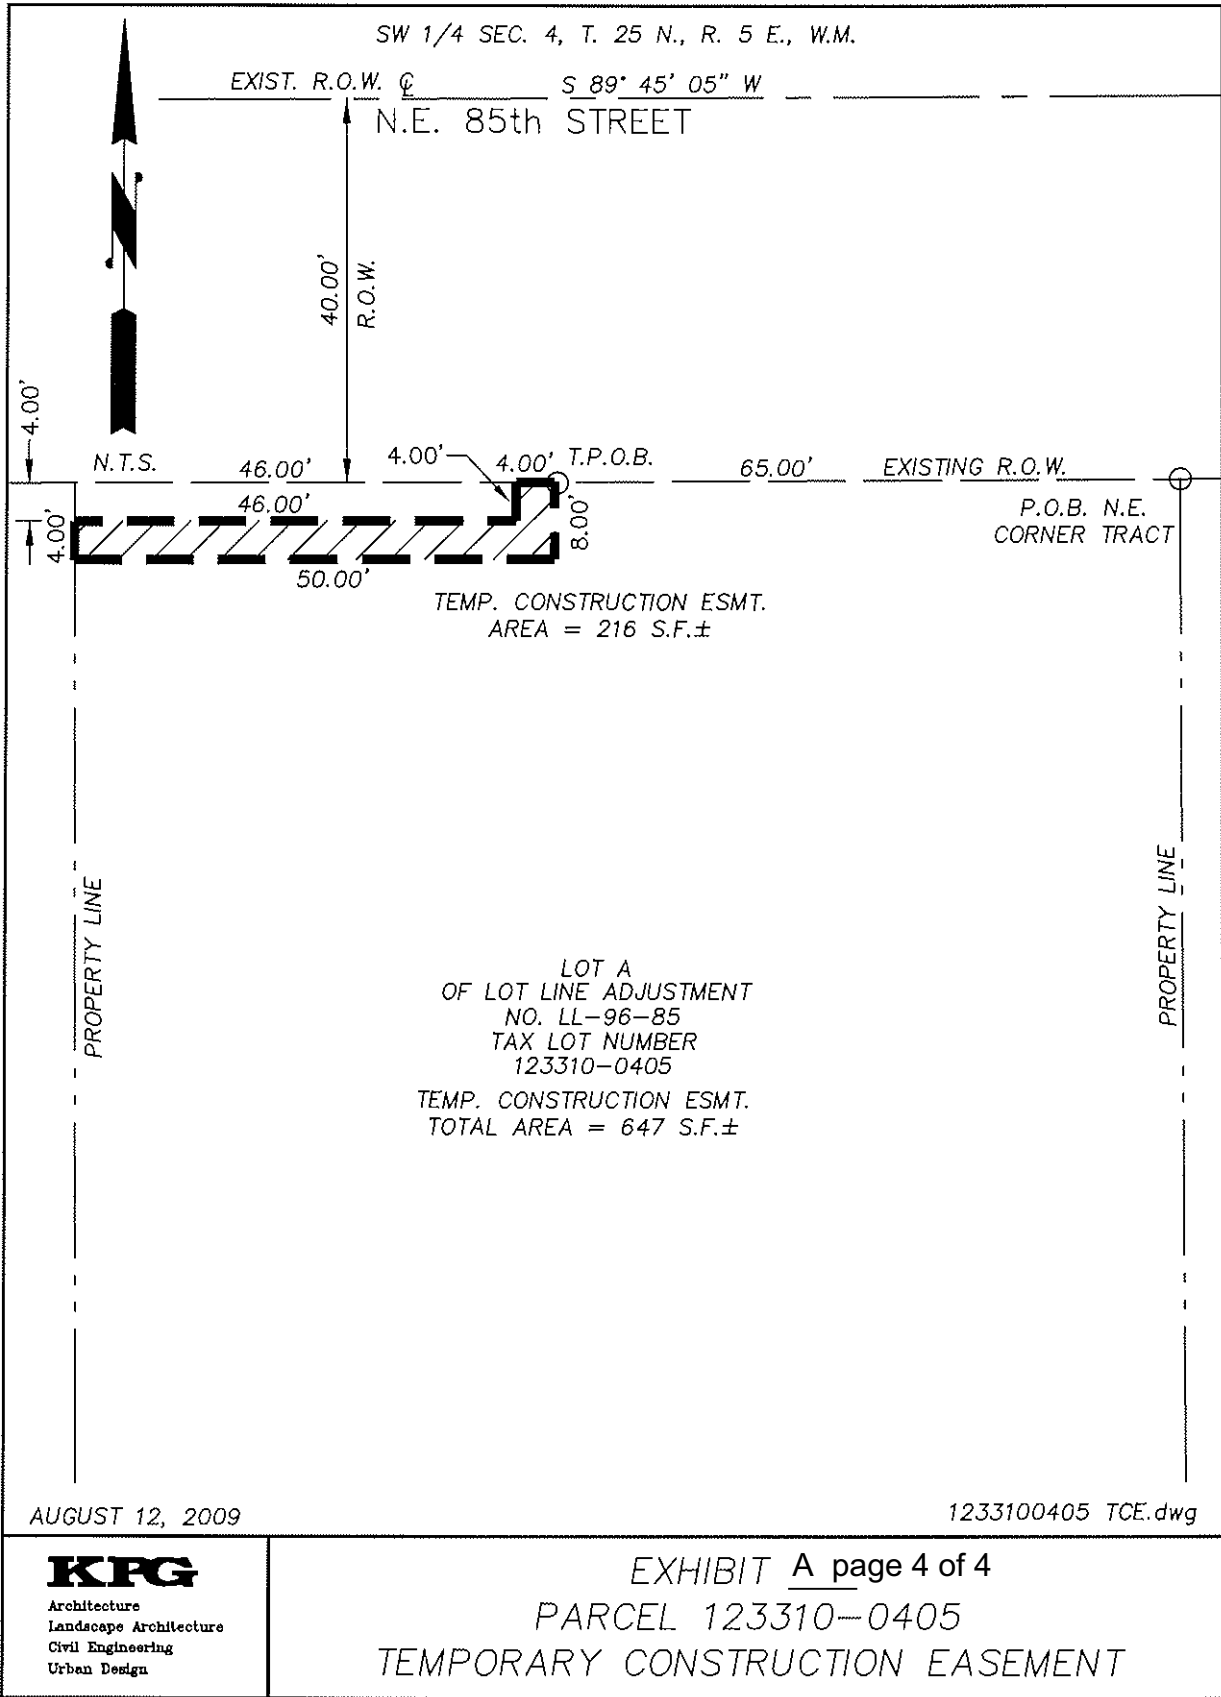 SW 1/4 SEC. 4, T. 25 N., R. 5 E., W.M.
EXIST. R.O.W. ℄ S 89° 45' 05" W
N.E. 85th STREET
N
40.00'
R.O.W.
4.00'
N.T.S.
46.00'
4.00'
4.00'
T.P.O.B.
65.00'
EXISTING R.O.W.
46.00'
4.00'
8.00'
P.O.B. N.E.
CORNER TRACT
50.00'
TEMP. CONSTRUCTION ESMT.
AREA = 216 S.F.±
PROPERTY LINE
PROPERTY LINE
LOT A
OF LOT LINE ADJUSTMENT
NO. LL-96-85
TAX LOT NUMBER
123310-0405
TEMP. CONSTRUCTION ESMT.
TOTAL AREA = 647 S.F.±
AUGUST 12, 2009
1233100405 TCE.dwg
KPG
Architecture
Landscape Architecture
Civil Engineering
Urban Design
EXHIBIT A page 4 of 4
PARCEL 123310-0405
TEMPORARY CONSTRUCTION EASEMENT